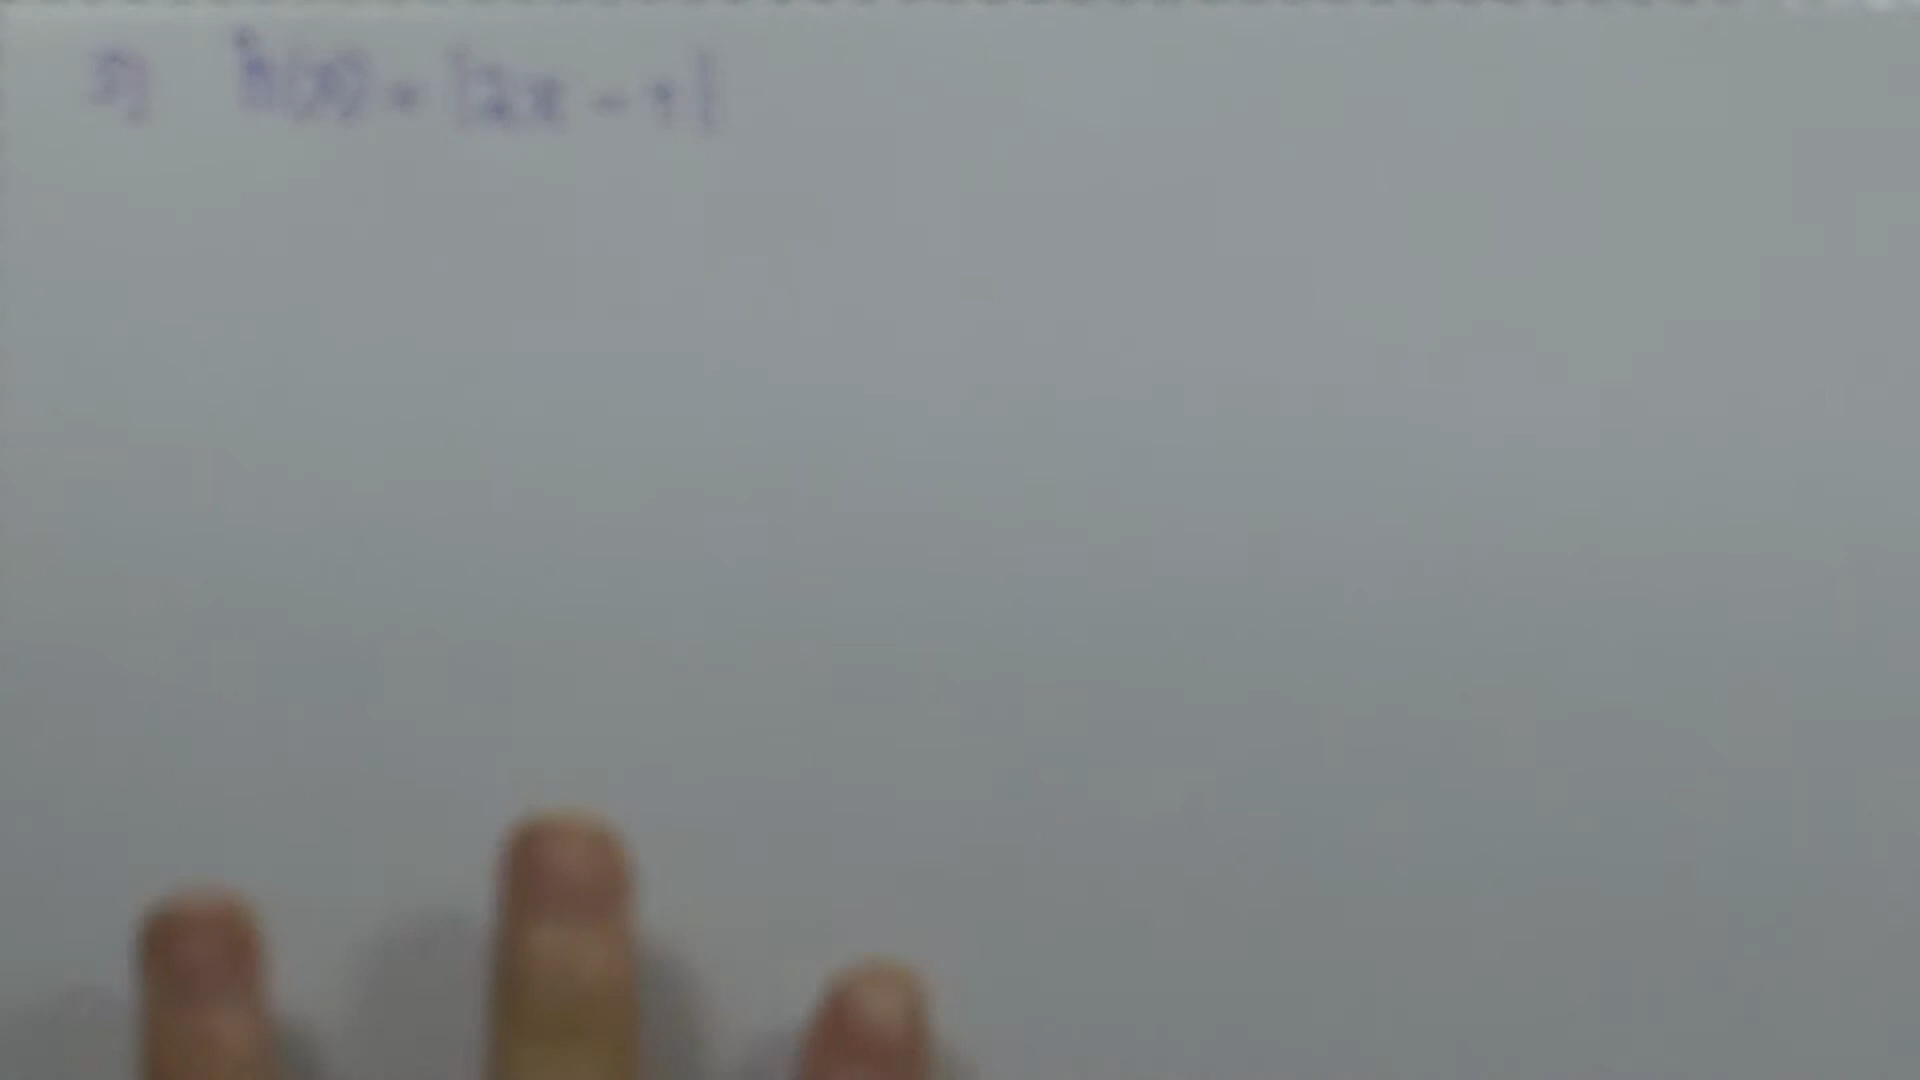 h(x) = |2x - 1|